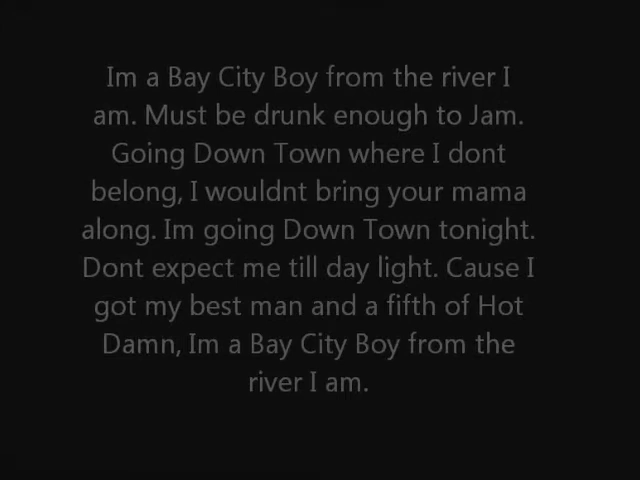 Im a Bay City Boy from the river I
am. Must be drunk enough to Jam.
Going Down Town where I dont
belong, I wouldnt bring your mama
along. Im going Down Town tonight.
Dont expect me till day light. Cause I
got my best man and a fifth of Hot
Damn, Im a Bay City Boy from the
river I am.